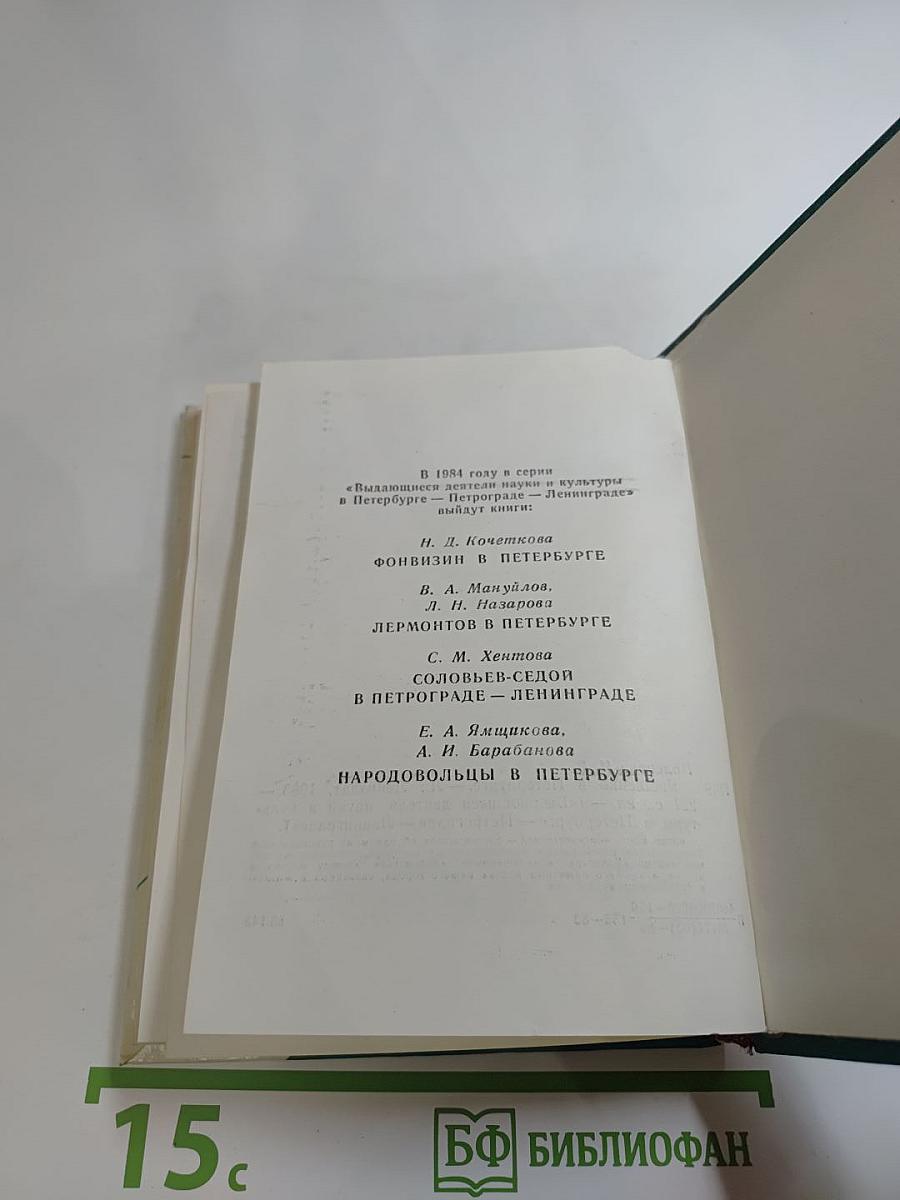 В 1984 году в серии
«Выдающиеся деятели науки и культуры
в Петербурге — Петрограде — Ленинграде»
выйдут книги:
Н. Д. Кочеткова
ФОНВИЗИН В ПЕТЕРБУРГЕ
В. А. Мануйлов,
Л. Н. Назарова
ЛЕРМОНТОВ В ПЕТЕРБУРГЕ
С. М. Хентова
СОЛОВЬЕВ-СЕДОЙ
В ПЕТРОГРАДЕ — ЛЕНИНГРАДЕ
Е. А. Ямщикова,
А. И. Барабанова
НАРОДОВОЛЬЦЫ В ПЕТЕРБУРГЕ
15 с
БФ БИБЛИОФАН